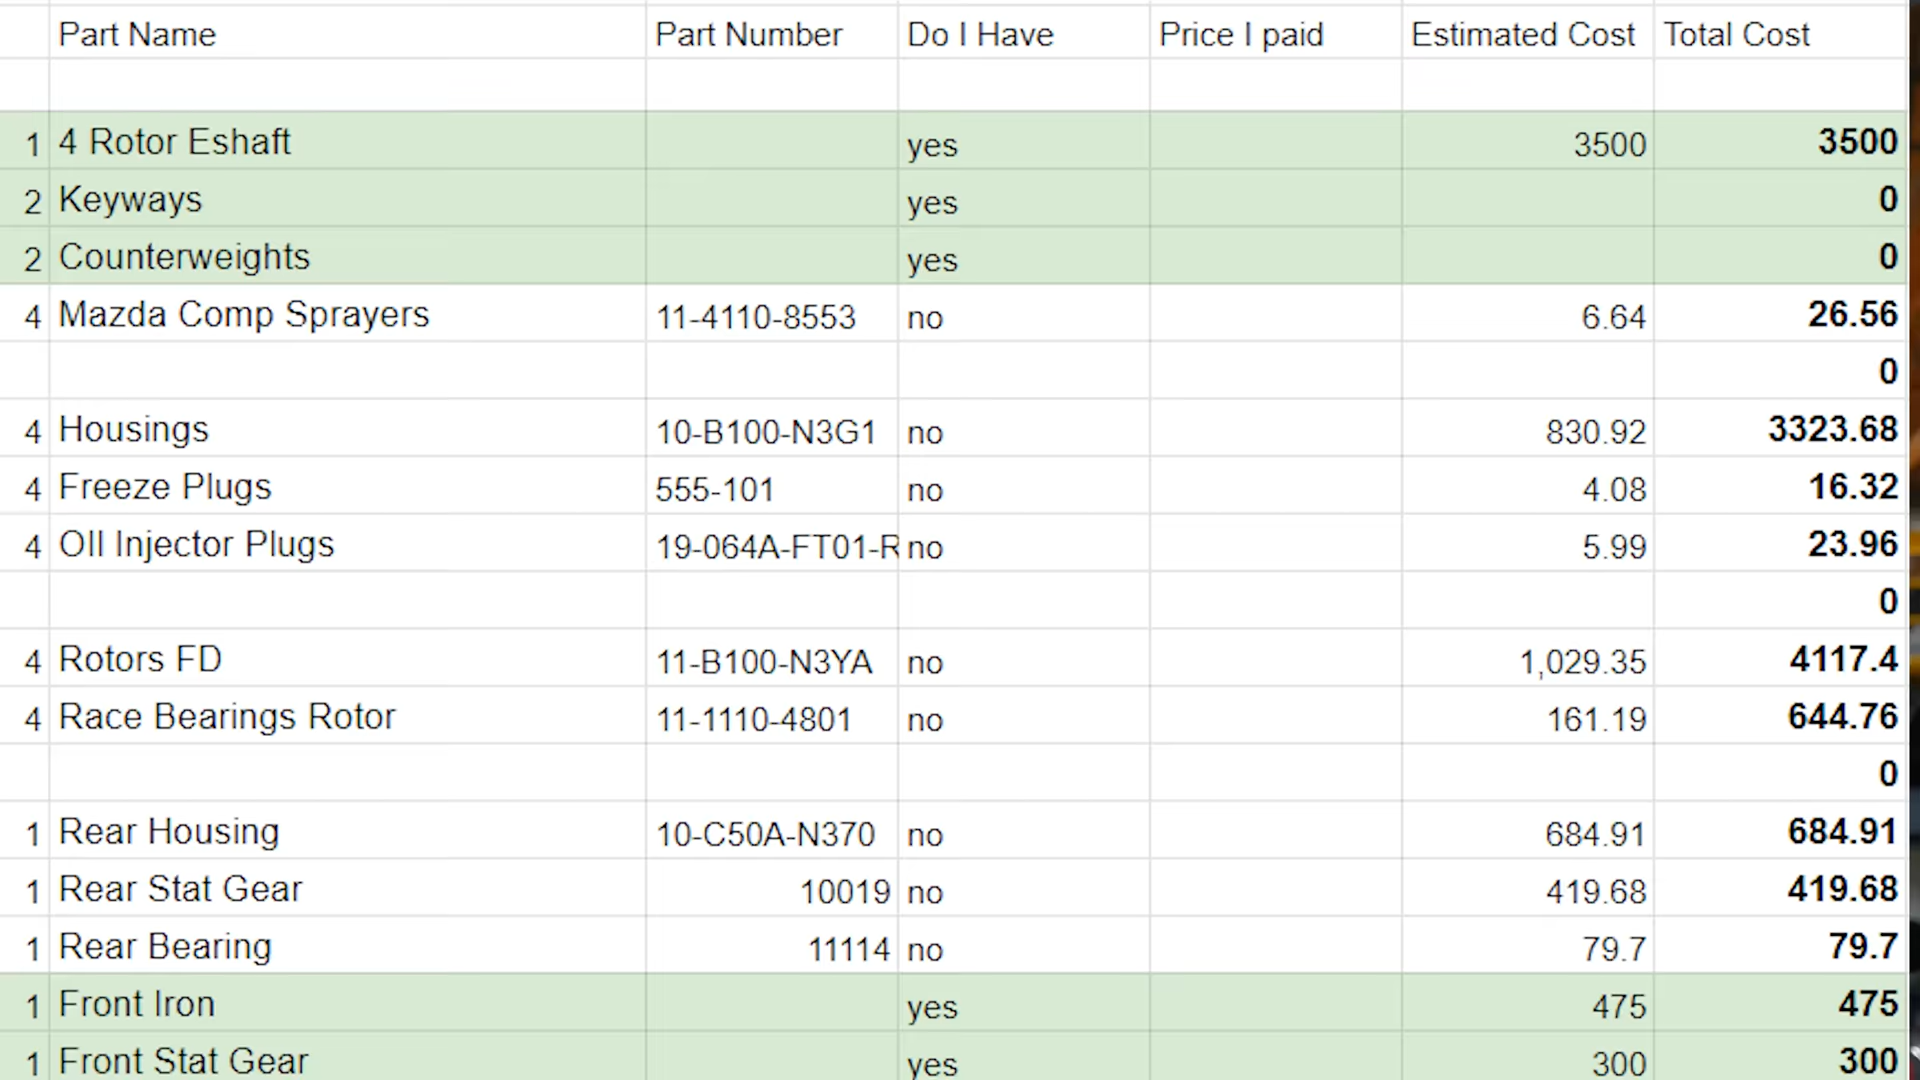 Part Name Part Number Do I Have Price I paid Estimated Cost Total Cost
1 4 Rotor Eshaft yes 3500 3500
2 Keyways yes 0
2 Counterweights yes 0
4 Mazda Comp Sprayers 11-4110-8553 no 6.64 26.56
0
4 Housings 10-B100-N3G1 no 830.92 3323.68
4 Freeze Plugs 555-101 no 4.08 16.32
4 OIl Injector Plugs 19-064A-FT01-R no 5.99 23.96
0
4 Rotors FD 11-B100-N3YA no 1,029.35 4117.4
4 Race Bearings Rotor 11-1110-4801 no 161.19 644.76
0
1 Rear Housing 10-C50A-N370 no 684.91 684.91
1 Rear Stat Gear 10019 no 419.68 419.68
1 Rear Bearing 11114 no 79.7 79.7
1 Front Iron yes 475 475
1 Front Stat Gear yes 300 300